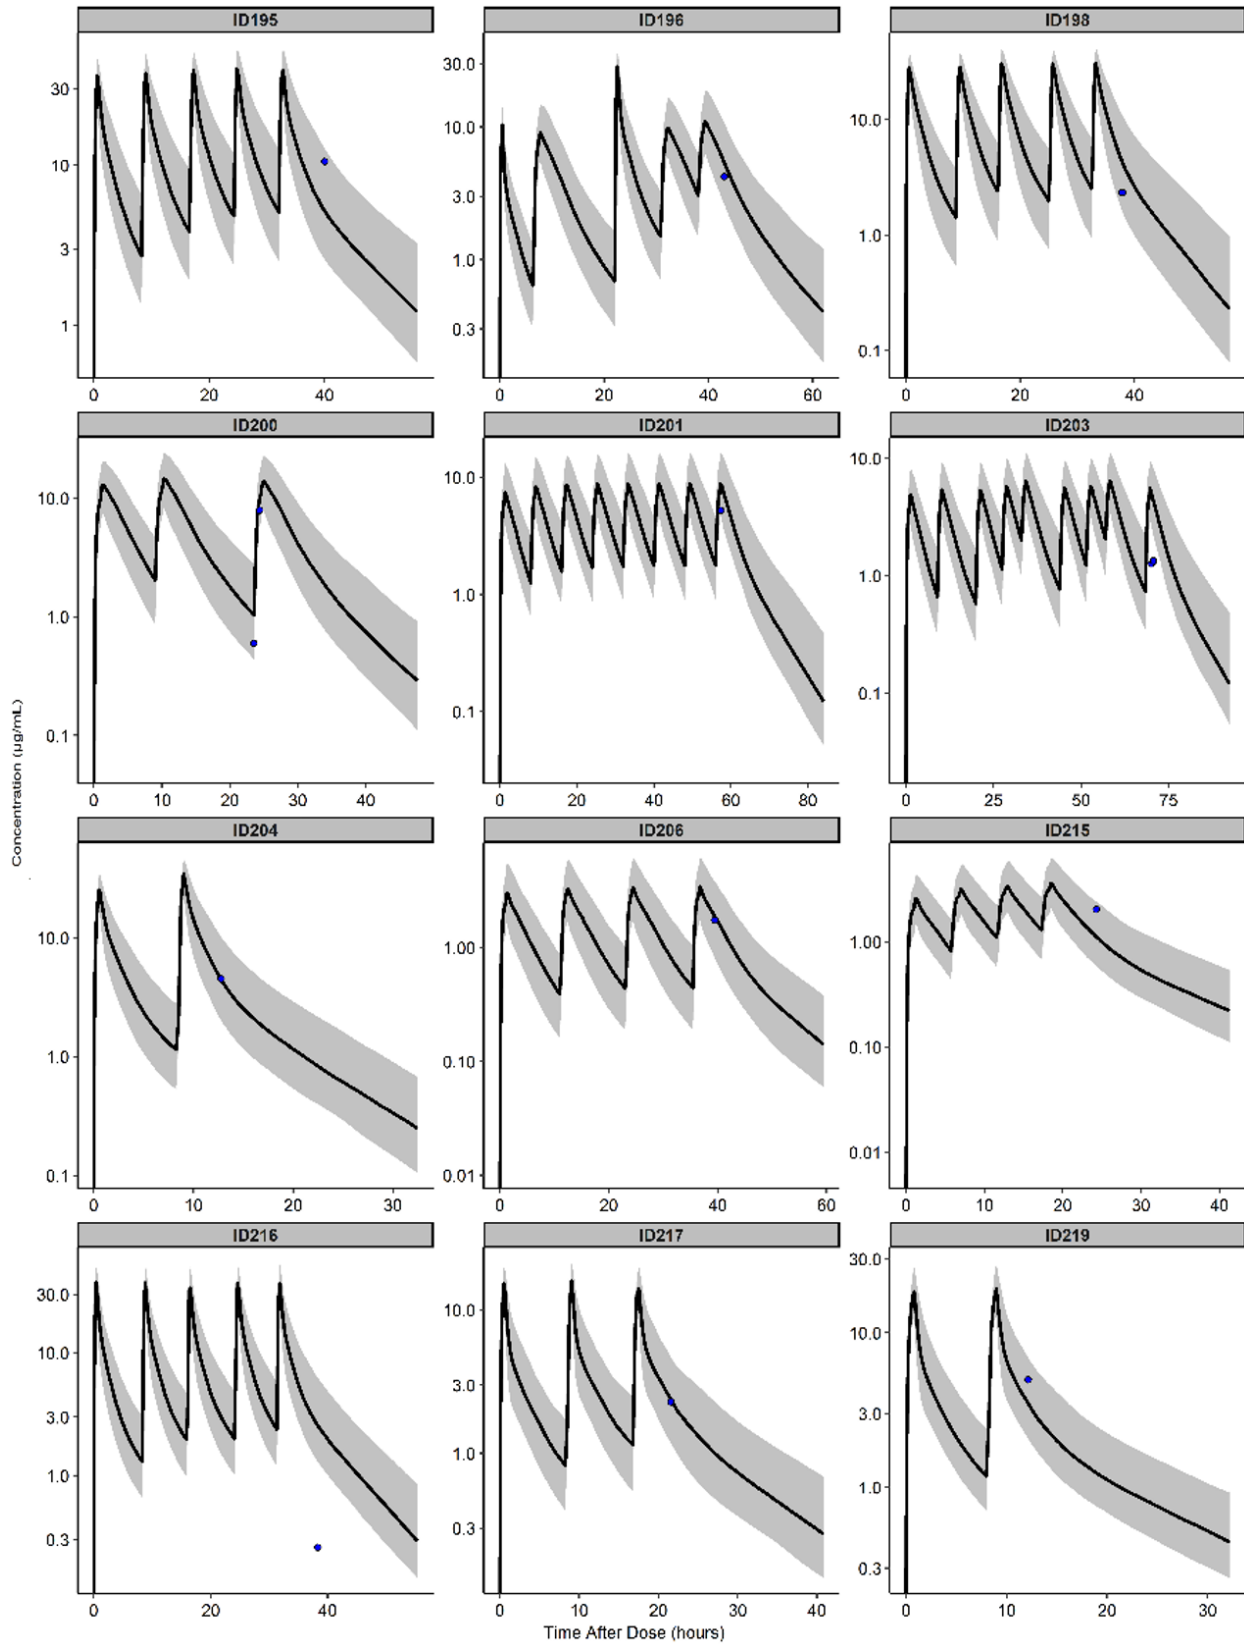 ID195 ID196 ID198
30 10 3 1
30.0 10.0 3.0 1.0 0.3
10.0 1.0 0.1
0 20 40 0 20 40 60 0 20 40
ID200 ID201 ID203
10.0 1.0 0.1
10.0 1.0 0.1
10.0 1.0 0.1
0 10 20 30 40 0 20 40 60 80 0 25 50 75
Concentration (µg/mL)
ID204 ID206 ID215
10.0 1.0 0.1
1.00 0.10 0.01
1.00 0.10 0.01
0 10 20 30 0 20 40 60 0 10 20 30 40
ID216 ID217 ID219
30.0 10.0 3.0 1.0 0.3
10.0 3.0 1.0 0.3
30.0 10.0 3.0 1.0 0.3
0 20 40 0 10 20 30 40 0 10 20 30
Time After Dose (hours)